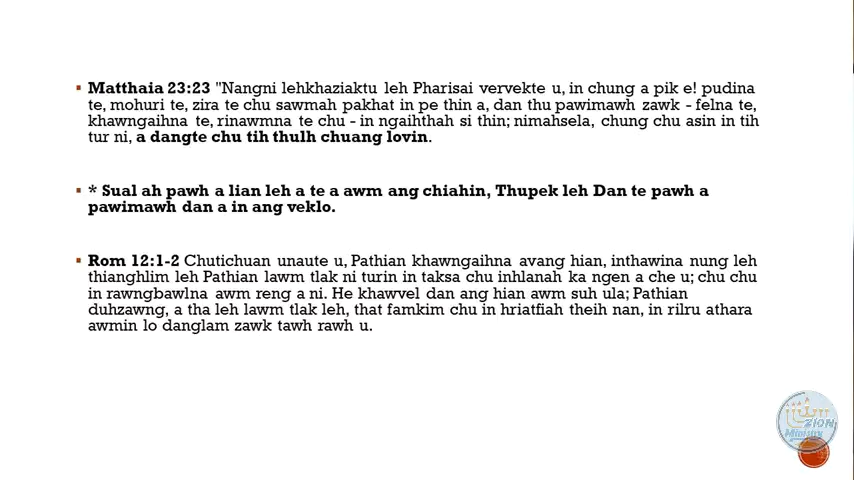 Matthaia 23:23 "Nangni lehkhaziaktu leh Pharisai vervekte u, in chung a pik e! pudina
te, mohuri te, zira te chu sawmah pakhat in pe thin a, dan thu pawimawh zawk - felna te,
khawngaihna te, rinawmna te chu - in ngaihthah si thin; nimahsela, chung chu asin in tih
tur ni, a dangte chu tih thulh chuang lovin.
* Sual ah pawh a lian leh a te a awm ang chiahin, Thupek leh Dan te pawh a
pawimawh dan a in ang veklo.
Rom 12:1-2 Chutichuan unaute u, Pathian khawngaihna avang hian, inthawina nung leh
thianghlim leh Pathian lawm tlak ni turin in taksa chu inhlanah ka ngen a che u; chu chu
in rawngbawlna awm reng a ni. He khawvel dan ang hian awm suh ula; Pathian
duhzawng, a tha leh lawm tlak leh, that famkim chu in hriatfiah theih nan, in rilru athara
awmin lo danglam zawk tawh rawh u.
ZION
Ministry